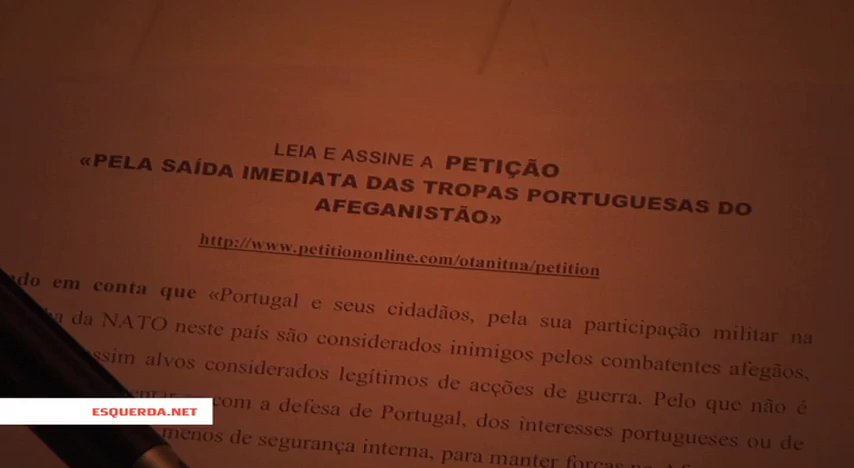 LEIA E ASSINE A PETIÇÃO
«PELA SAÍDA IMEDIATA DAS TROPAS PORTUGUESAS DO
AFEGANISTÃO»
http://www.petitiononline.com/otanitna/petition
em conta que «Portugal e seus cidadãos, pela sua participação militar na
da NATO neste país são considerados inimigos pelos combatentes afegãos,
assim alvos considerados legítimos de acções de guerra. Pelo que não é
com a defesa de Portugal, dos interesses portugueses ou de
menos de segurança interna, para manter forças
ESQUERDA.NET